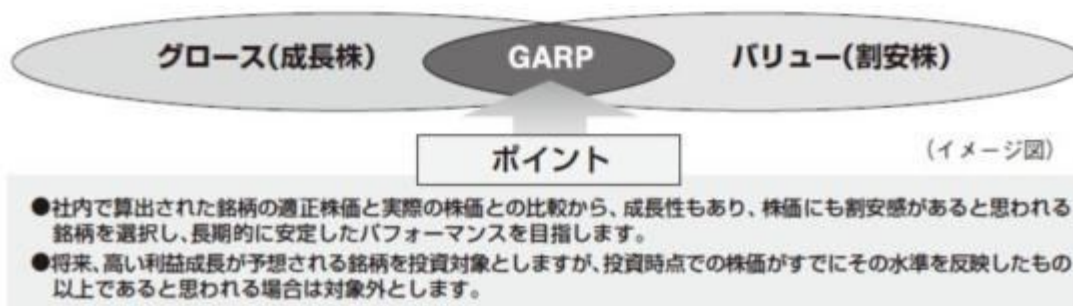 グロース(成長株) GARP バリュー(割安株)
ポイント
(イメージ図)
●社内で算出された銘柄の適正株価と実際の株価との比較から、成長性もあり、株価にも割安感があると思われる
銘柄を選択し、長期的に安定したパフォーマンスを目指します。
●将来、高い利益成長が予想される銘柄を投資対象としますが、投資時点での株価がすでにその水準を反映したもの
以上であると思われる場合は対象外とします。